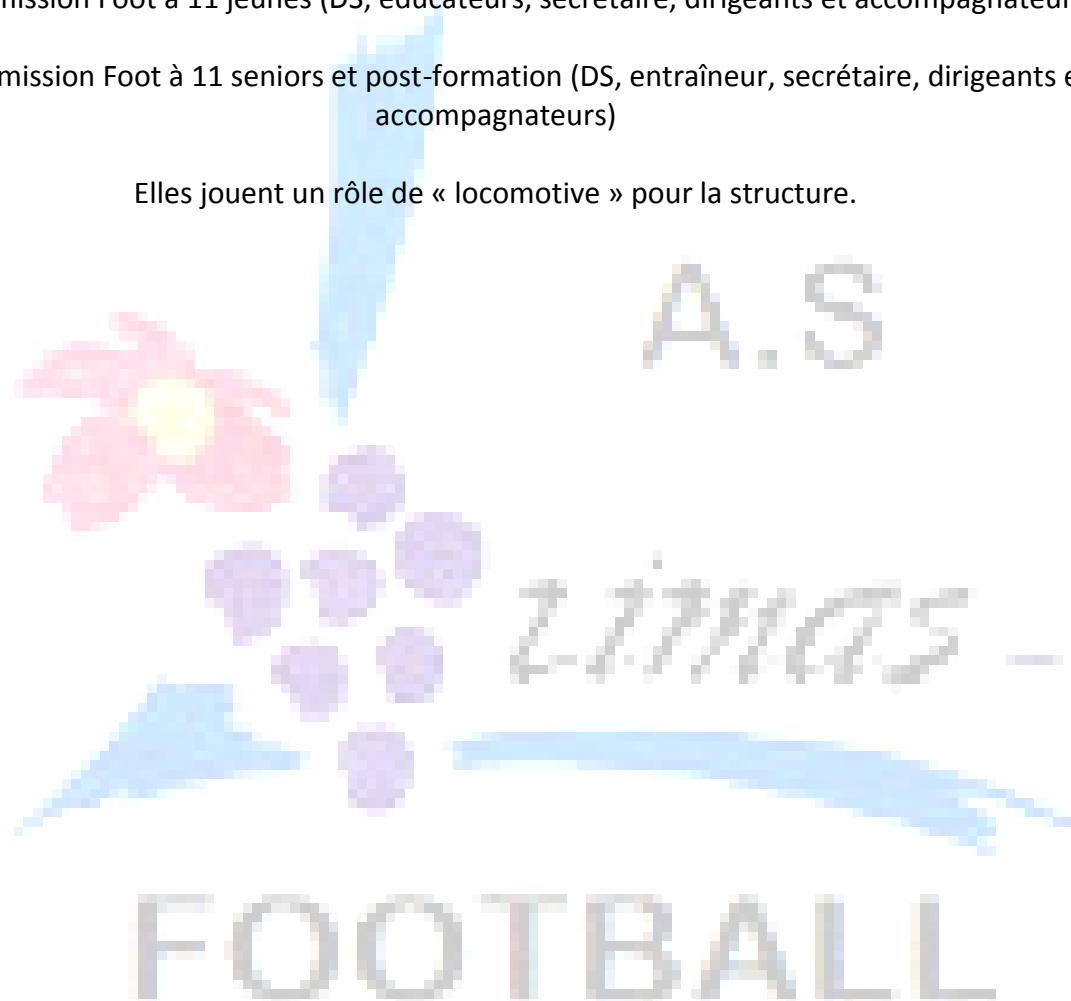 mission Foot à 11 jeunes (DS, éducateurs, secrétaire, dirigeants et accompagnateur
mission Foot à 11 seniors et post-formation (DS, entraîneur, secrétaire, dirigeants e
accompagnateurs)
Elles jouent un rôle de « locomotive » pour la structure.
A.S
Limas -
FOOTBALL